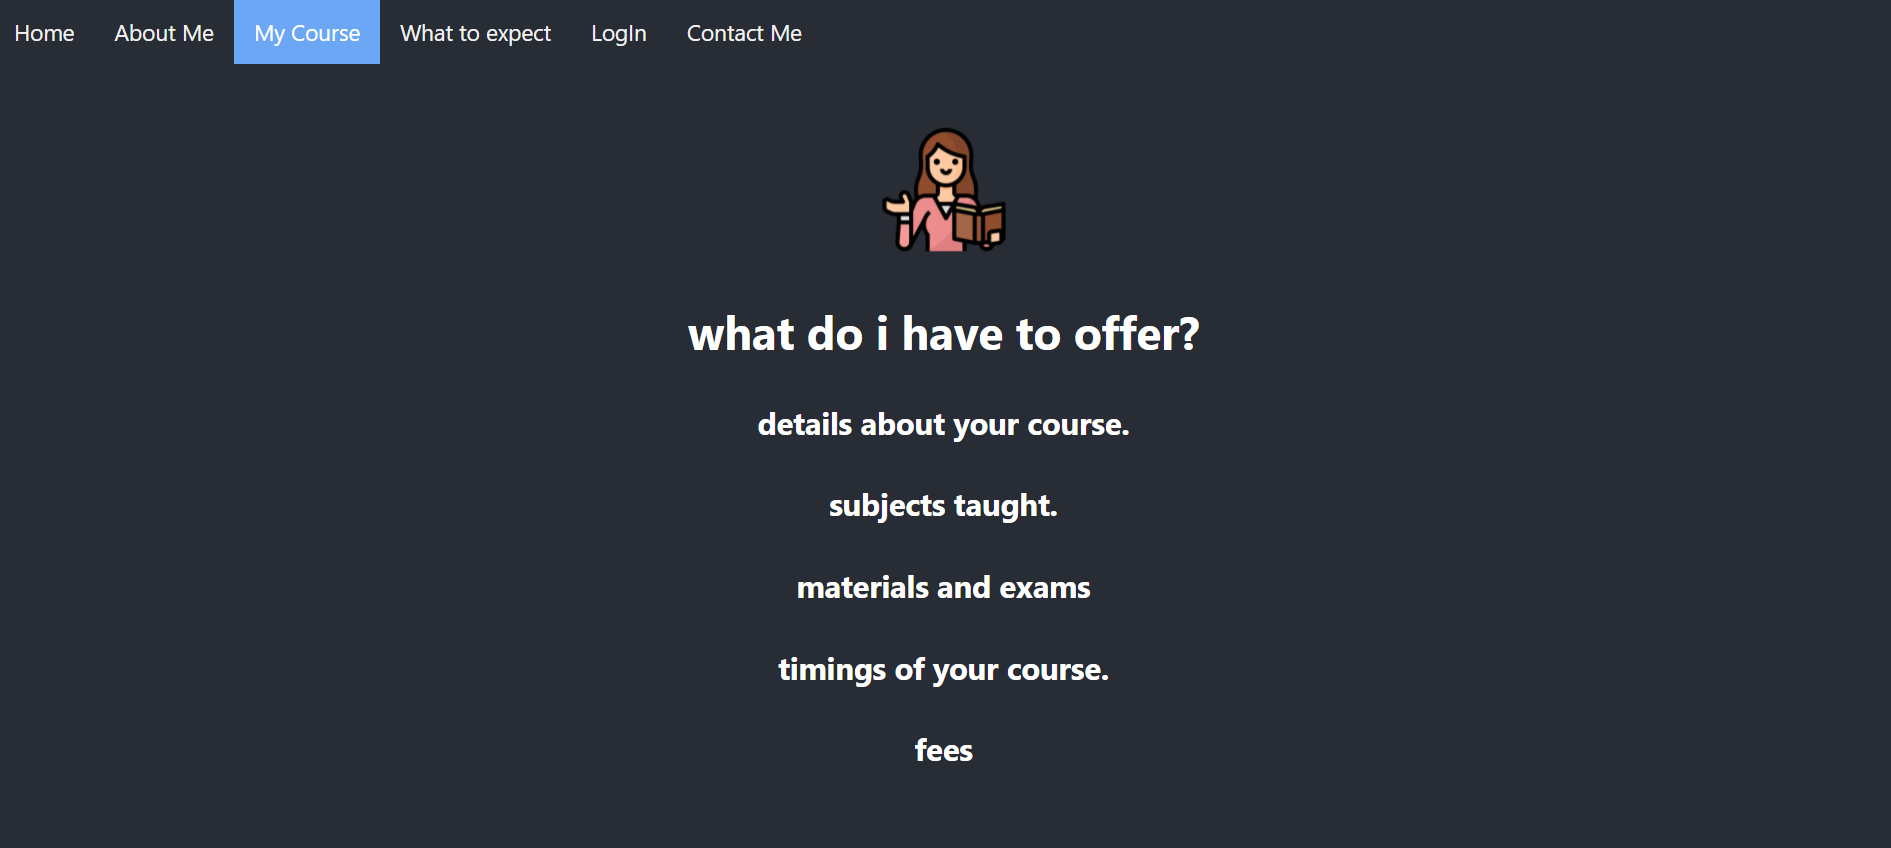 Home About Me My Course What to expect LogIn Contact Me
what do i have to offer?
details about your course.
subjects taught.
materials and exams
timings of your course.
fees